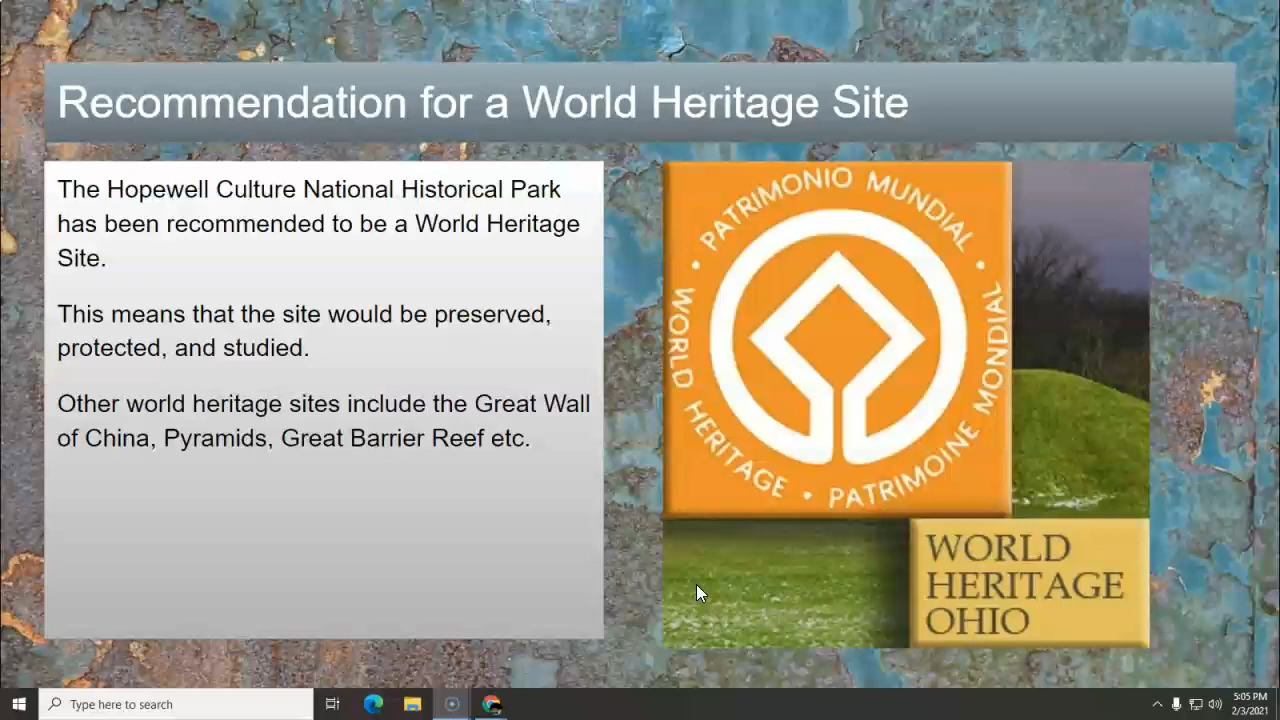 Recommendation for a World Heritage Site
The Hopewell Culture National Historical Park
has been recommended to be a World Heritage
Site.
This means that the site would be preserved,
protected, and studied.
Other world heritage sites include the Great Wall
of China, Pyramids, Great Barrier Reef etc.
• PATRIMONIO MUNDIAL •
WORLD HERITAGE • PATRIMOINE MONDIAL
WORLD
HERITAGE
OHIO
Type here to search
5:05 PM
2/3/2021